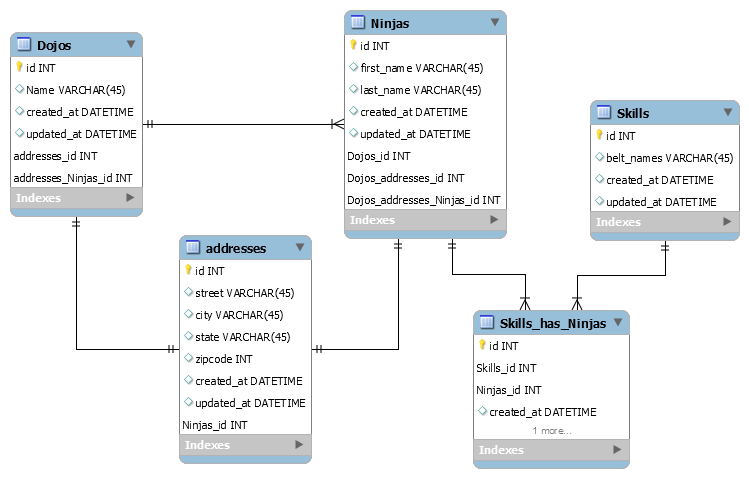 Dojos
id INT
Name VARCHAR(45)
created_at DATETIME
updated_at DATETIME
addresses_id INT
addresses_Ninjas_id INT
Indexes
Ninjas
id INT
first_name VARCHAR(45)
last_name VARCHAR(45)
created_at DATETIME
updated_at DATETIME
Dojos_id INT
Dojos_addresses_id INT
Dojos_addresses_Ninjas_id INT
Indexes
Skills
id INT
belt_names VARCHAR(45)
created_at DATETIME
updated_at DATETIME
Indexes
addresses
id INT
street VARCHAR(45)
city VARCHAR(45)
state VARCHAR(45)
zipcode INT
created_at DATETIME
updated_at DATETIME
Ninjas_id INT
Indexes
Skills_has_Ninjas
id INT
Skills_id INT
Ninjas_id INT
created_at DATETIME
1 more...
Indexes